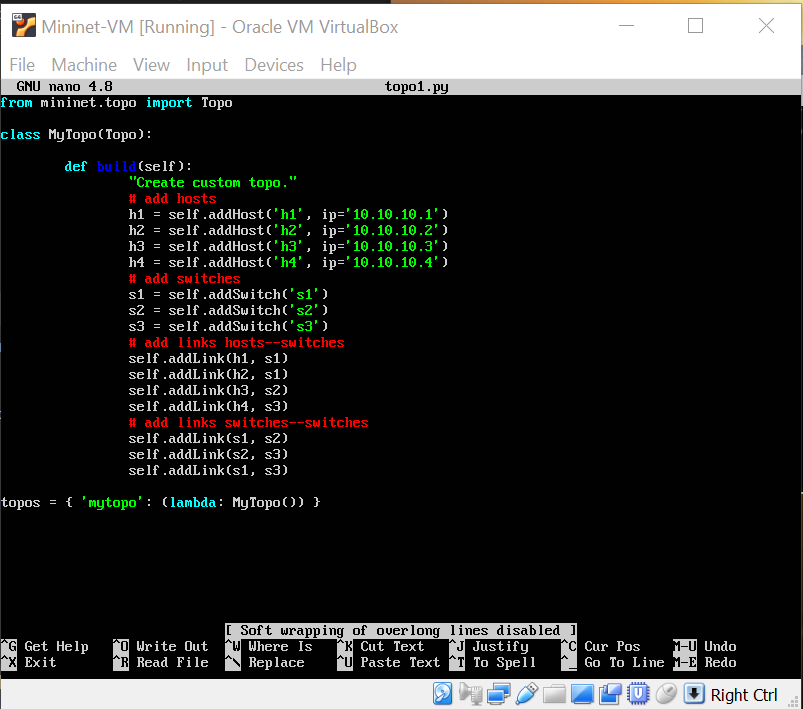 Mininet-VM [Running] - Oracle VM VirtualBox
File Machine View Input Devices Help
GNU nano 4.8 topo1.py
from mininet.topo import Topo
class MyTopo(Topo):
def build(self):
"Create custom topo."
# add hosts
h1 = self.addHost('h1', ip='10.10.10.1')
h2 = self.addHost('h2', ip='10.10.10.2')
h3 = self.addHost('h3', ip='10.10.10.3')
h4 = self.addHost('h4', ip='10.10.10.4')
# add switches
s1 = self.addSwitch('s1')
s2 = self.addSwitch('s2')
s3 = self.addSwitch('s3')
# add links hosts--switches
self.addLink(h1, s1)
self.addLink(h2, s1)
self.addLink(h3, s2)
self.addLink(h4, s3)
# add links switches--switches
self.addLink(s1, s2)
self.addLink(s2, s3)
self.addLink(s1, s3)
topos = { 'mytopo': (lambda: MyTopo()) }
[ Soft wrapping of overlong lines disabled ]
^G Get Help ^O Write Out ^W Where Is ^K Cut Text ^J Justify ^C Cur Pos M-U Undo
^X Exit ^R Read File ^\ Replace ^U Paste Text ^T To Spell ^_ Go To Line M-E Redo
Right Ctrl